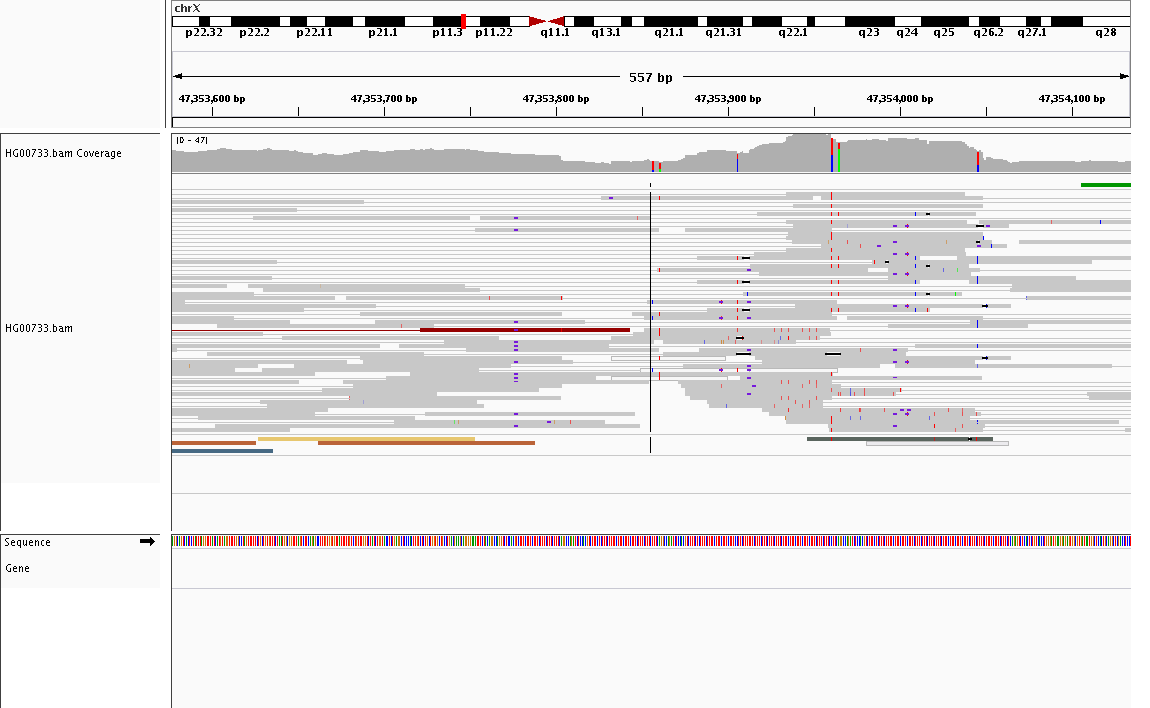 chrX
p22.32 p22.2 p22.11 p21.1 p11.3 p11.22 q11.1 q13.1 q21.1 q21.31 q22.1 q23 q24 q25 q26.2 q27.1 q28
557 bp
47,353,600 bp 47,353,700 bp 47,353,800 bp 47,353,900 bp 47,354,000 bp 47,354,100 bp
[0 - 47]
HG00733.bam Coverage
HG00733.bam
Sequence
Gene